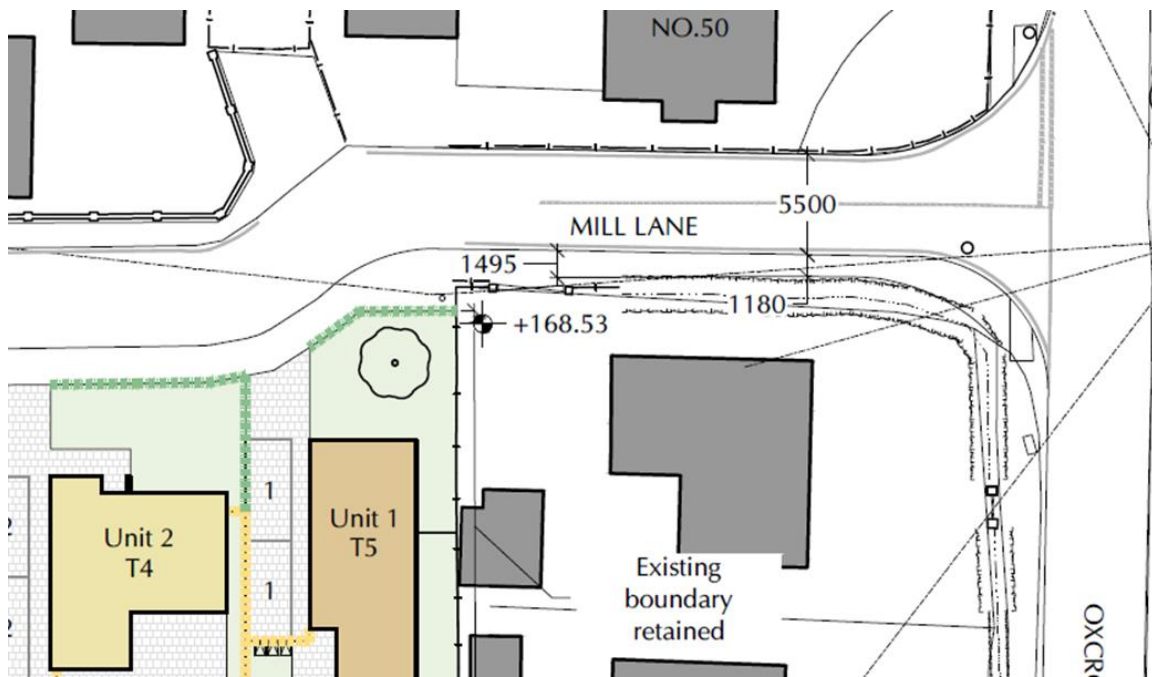 NO.50
5500
MILL LANE
1495
1180
+168.53
1
Unit 1
T5
Unit 2
T4
1
Existing
boundary
retained
OXCR